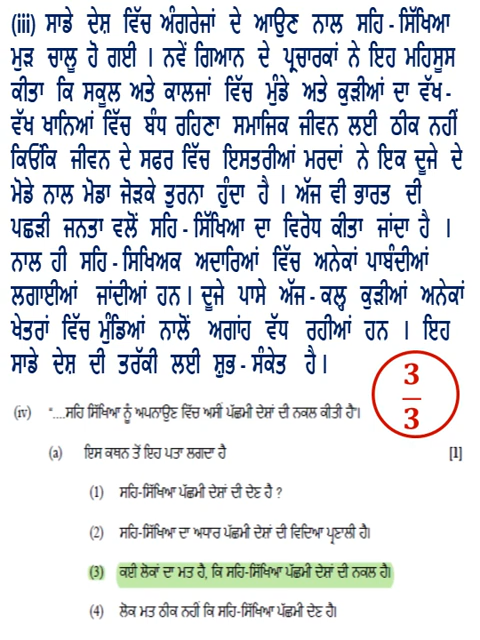 (iii) ਸਾਡੇ ਦੇਸ਼ ਵਿੱਚ ਅੰਗਰੇਜਾਂ ਦੇ ਆਉਣ ਨਾਲ ਸਹਿ - ਸਿੱਖਿਆ
ਮੁੜ ਚਾਲੂ ਹੋ ਗਈ । ਨਵੇਂ ਗਿਆਨ ਦੇ ਪ੍ਰਚਾਰਕਾਂ ਨੇ ਇਹ ਮਹਿਸੂਸ
ਕੀਤਾ ਕਿ ਸਕੂਲ ਅਤੇ ਕਾਲਜਾਂ ਵਿੱਚ ਮੁੰਡੇ ਅਤੇ ਕੁੜੀਆਂ ਦਾ ਵੱਖ -
ਵੱਖ ਖਾਨਿਆਂ ਵਿੱਚ ਬੰਧ ਰਹਿਣਾ ਸਮਾਜਿਕ ਜੀਵਨ ਲਈ ਠੀਕ ਨਹੀਂ
ਕਿਓਂਕਿ ਜੀਵਨ ਦੇ ਸਫਰ ਵਿੱਚ ਇਸਤਰੀਆਂ ਮਰਦਾਂ ਨੇ ਇਕ ਦੂਜੇ ਦੇ
ਮੋਡੇ ਨਾਲ ਮੋਡਾ ਜੋੜਕੇ ਤੁਰਨਾ ਹੁੰਦਾ ਹੈ । ਅੱਜ ਵੀ ਭਾਰਤ ਦੀ
ਪਛੜੀ ਜਨਤਾ ਵਲੋਂ ਸਹਿ - ਸਿੱਖਿਆ ਦਾ ਵਿਰੋਧ ਕੀਤਾ ਜਾਂਦਾ ਹੈ ।
ਨਾਲ ਹੀ ਸਹਿ - ਸਿਖਿਅਕ ਅਦਾਰਿਆਂ ਵਿੱਚ ਅਨੇਕਾਂ ਪਾਬੰਦੀਆਂ
ਲਗਾਈਆਂ ਜਾਂਦੀਆਂ ਹਨ । ਦੂਜੇ ਪਾਸੇ ਅੱਜ - ਕਲ੍ਹ ਕੁੜੀਆਂ ਅਨੇਕਾਂ
ਖੇਤਰਾਂ ਵਿੱਚ ਮੁੰਡਿਆਂ ਨਾਲੋਂ ਅਗਾਂਹ ਵੱਧ ਰਹੀਆਂ ਹਨ । ਇਹ
ਸਾਡੇ ਦੇਸ਼ ਦੀ ਤਰੱਕੀ ਲਈ ਸ਼ੁਭ - ਸੰਕੇਤ ਹੈ ।
3
3
(iv) "....ਸਹਿ ਸਿੱਖਿਆ ਨੂੰ ਅਪਨਾਉਣ ਵਿੱਚ ਅਸੀਂ ਪੱਛਮੀ ਦੇਸ਼ਾਂ ਦੀ ਨਕਲ ਕੀਤੀ ਹੈ"।
(a) ਇਸ ਕਥਨ ਤੋਂ ਇਹ ਪਤਾ ਲਗਦਾ ਹੈ [1]
(1) ਸਹਿ-ਸਿੱਖਿਆ ਪੱਛਮੀ ਦੇਸ਼ਾਂ ਦੀ ਦੇਣ ਹੈ ?
(2) ਸਹਿ-ਸਿੱਖਿਆ ਦਾ ਅਧਾਰ ਪੱਛਮੀ ਦੇਸ਼ਾਂ ਦੀ ਵਿਦਿਆ ਪ੍ਰਣਾਲੀ ਹੈ।
(3) ਕਈ ਲੋਕਾਂ ਦਾ ਮਤ ਹੈ, ਕਿ ਸਹਿ-ਸਿੱਖਿਆ ਪੱਛਮੀ ਦੇਸ਼ਾਂ ਦੀ ਨਕਲ ਹੈ।
(4) ਲੋਕ ਮਤ ਠੀਕ ਨਹੀਂ ਕਿ ਸਹਿ-ਸਿੱਖਿਆ ਪੱਛਮੀ ਦੇਣ ਹੈ।